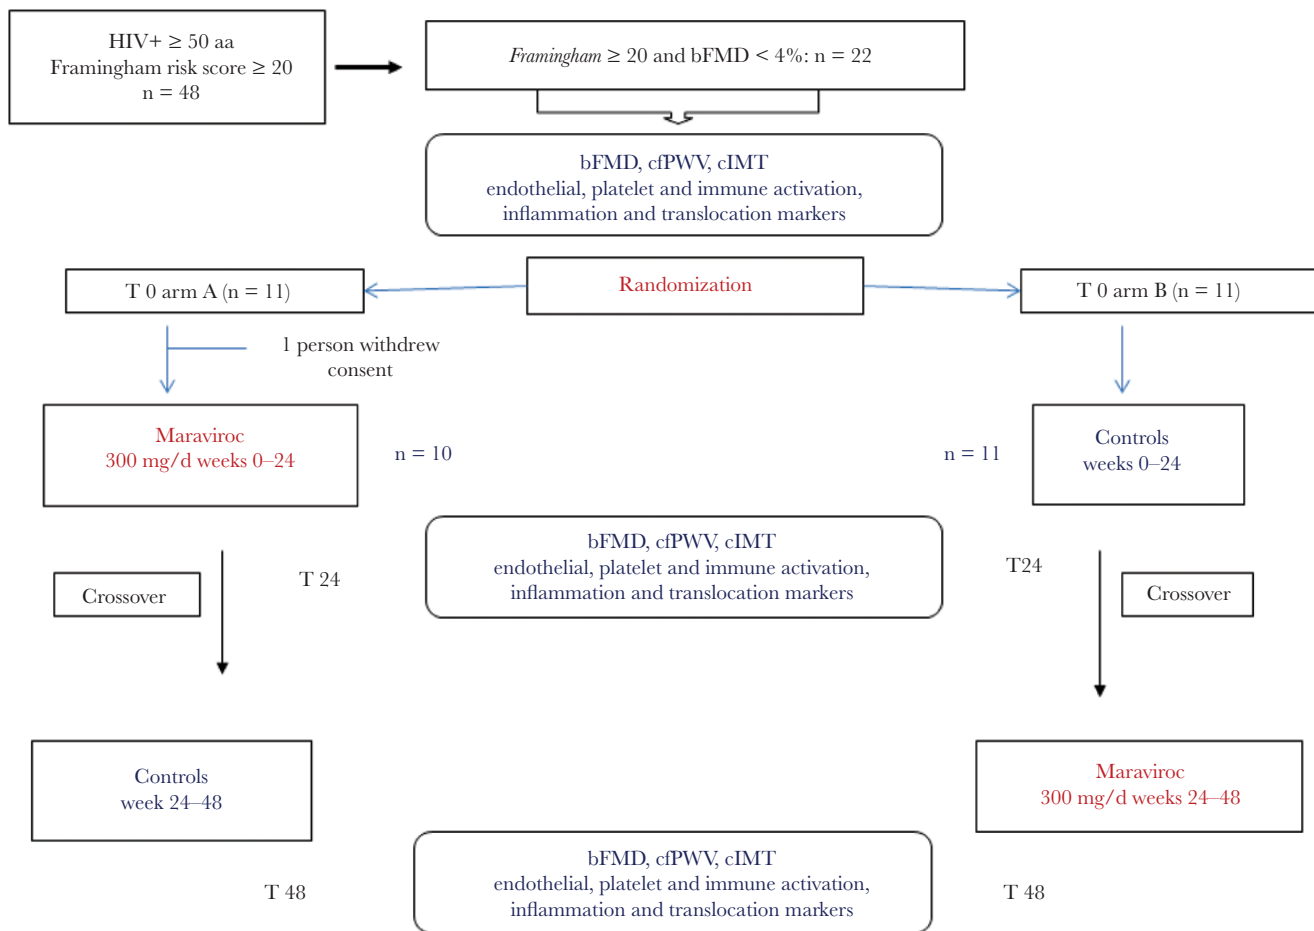 HIV+ ≥ 50 aa
Framingham risk score ≥ 20
n = 48
Framingham ≥ 20 and bFMD < 4%: n = 22
bFMD, cfPWV, cIMT
endothelial, platelet and immune activation,
inflammation and translocation markers
Randomization
T 0 arm A (n = 11)
T 0 arm B (n = 11)
1 person withdrew
consent
Maraviroc
300 mg/d weeks 0–24
n = 10
n = 11
Controls
weeks 0–24
bFMD, cfPWV, cIMT
endothelial, platelet and immune activation,
inflammation and translocation markers
T 24
T24
Crossover
Crossover
Controls
week 24–48
Maraviroc
300 mg/d weeks 24–48
bFMD, cfPWV, cIMT
endothelial, platelet and immune activation,
inflammation and translocation markers
T 48
T 48